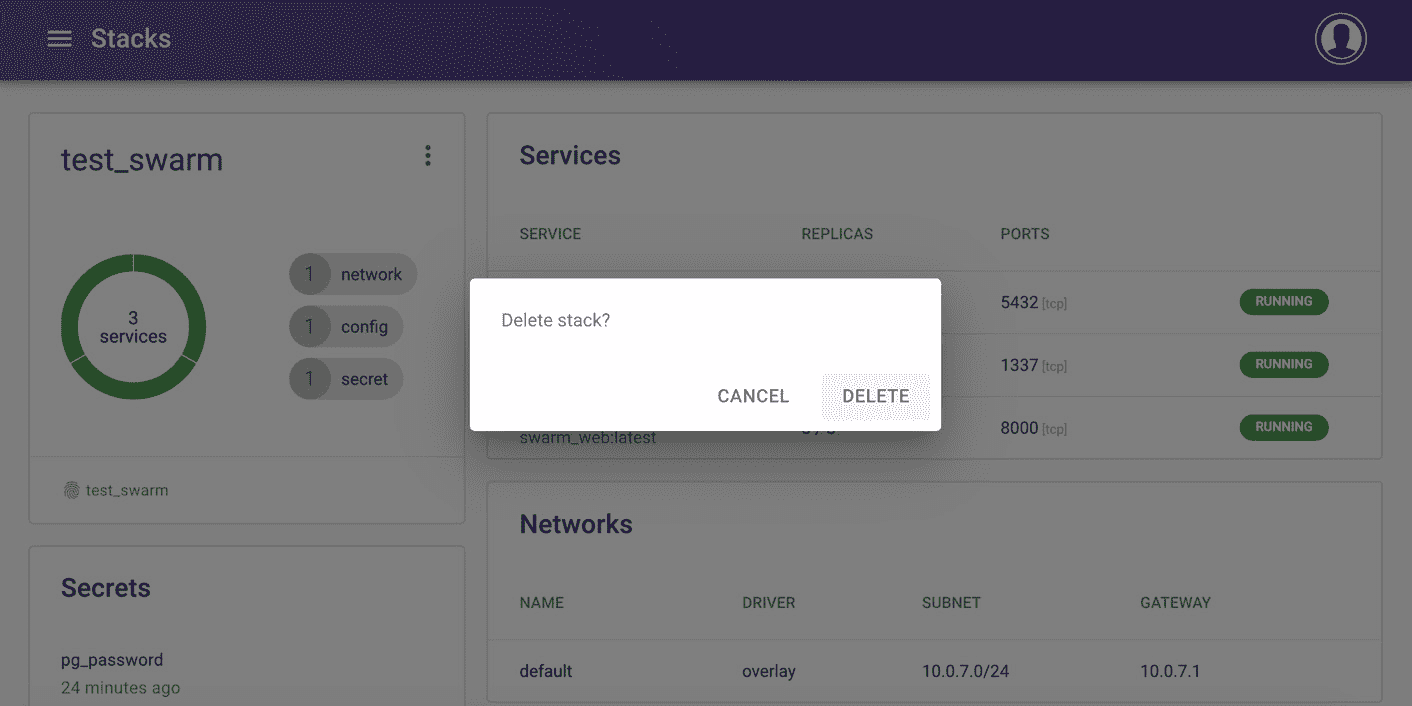 Stacks
test_swarm
3
services
1 network
1 config
1 secret
test_swarm
Secrets
pg_password
24 minutes ago
Services
SERVICE REPLICAS PORTS
5432 [tcp] RUNNING
1337 [tcp] RUNNING
swarm_web:latest 8000 [tcp] RUNNING
Delete stack?
CANCEL DELETE
Networks
NAME DRIVER SUBNET GATEWAY
default overlay 10.0.7.0/24 10.0.7.1